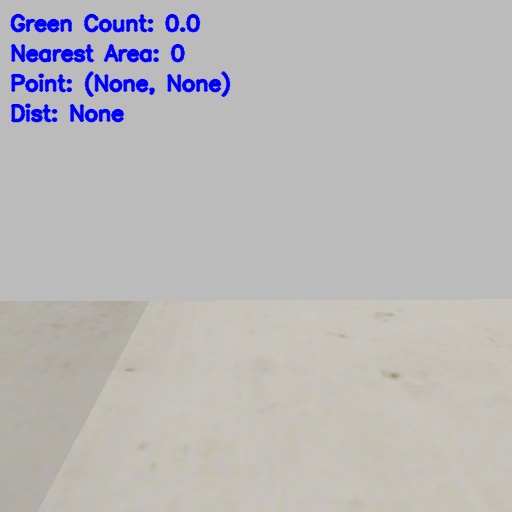 Green Count: 0.0
Nearest Area: 0
Point: (None, None)
Dist: None